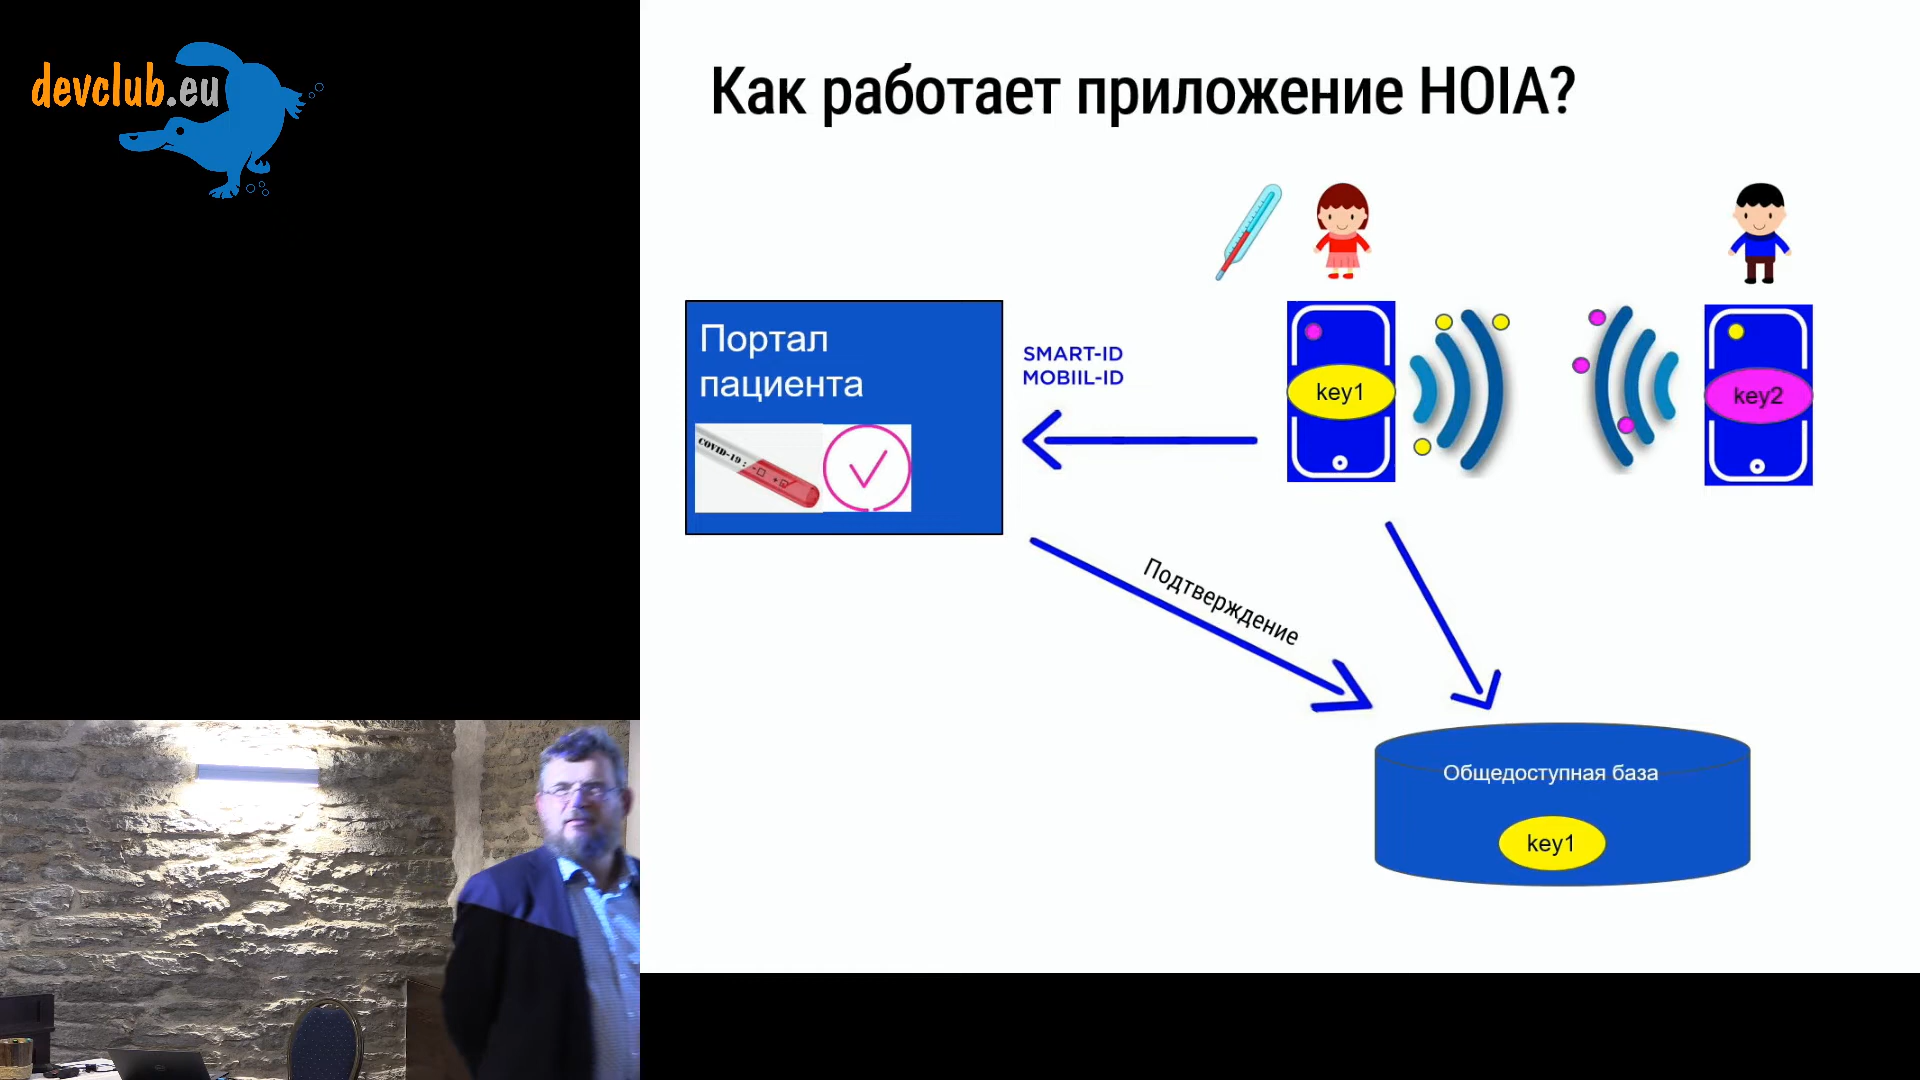 devclub.eu
Как работает приложение HOIA?
Портал
пациента
COVID-19:
SMART-ID
MOBIIL-ID
key1
key2
Подтверждение
Общедоступная база
key1